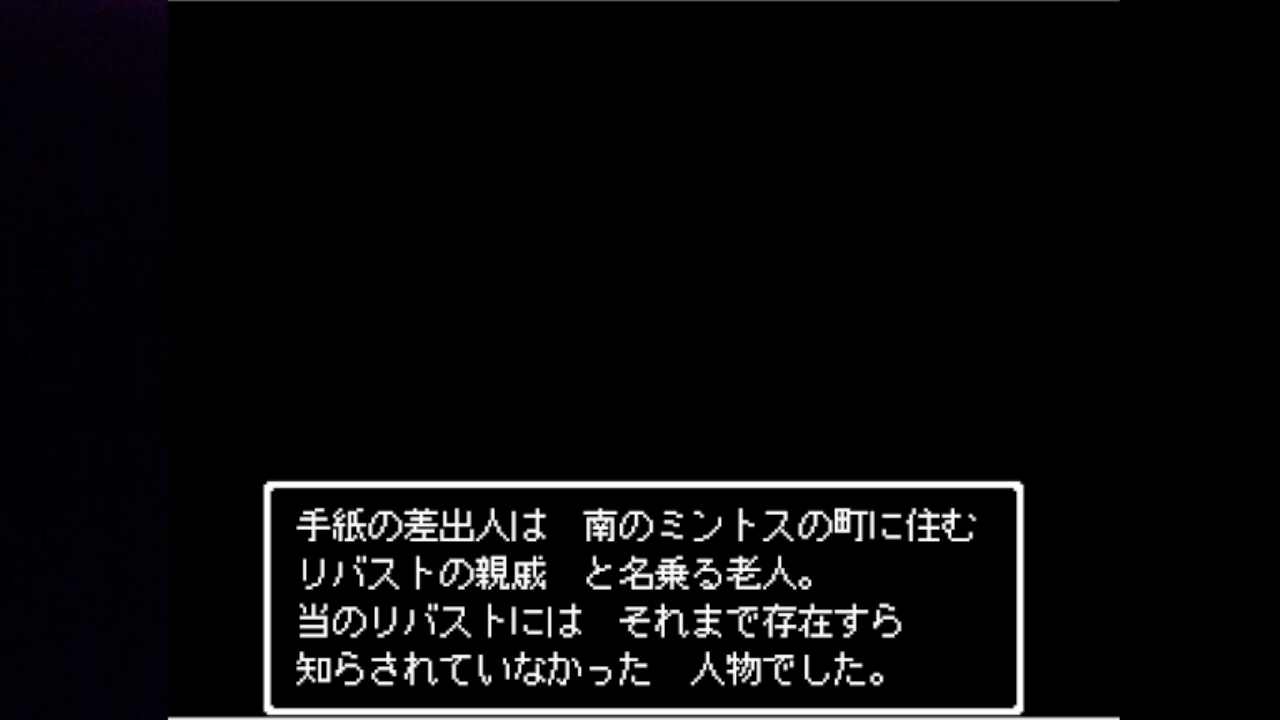 手紙の差出人は　南のミントスの町に住む
リバストの親戚　と名乗る老人。
当のリバストには　それまで存在すら
知らされていなかった　人物でした。